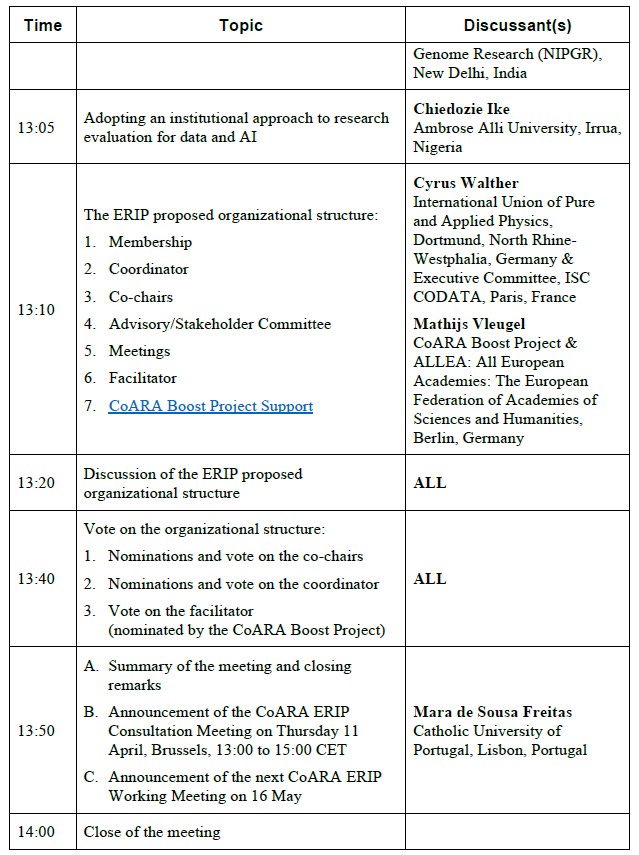 Time
Topic
Discussant(s)
Genome Research (NIPGR),
New Delhi, India
13:05
Adopting an institutional approach to research
evaluation for data and AI
Chiedozie Ike
Ambrose Alli University, Irrua,
Nigeria
13:10
The ERIP proposed organizational structure:
1. Membership
2. Coordinator
3. Co-chairs
4. Advisory/Stakeholder Committee
5. Meetings
6. Facilitator
7. CoARA Boost Project Support
Cyrus Walther
International Union of Pure
and Applied Physics,
Dortmund, North Rhine-
Westphalia, Germany &
Executive Committee, ISC
CODATA, Paris, France
Mathijs Vleugel
CoARA Boost Project &
ALLEA: All European
Academies: The European
Federation of Academies of
Sciences and Humanities,
Berlin, Germany
13:20
Discussion of the ERIP proposed
organizational structure
ALL
13:40
Vote on the organizational structure:
1. Nominations and vote on the co-chairs
2. Nominations and vote on the coordinator
3. Vote on the facilitator
(nominated by the CoARA Boost Project)
ALL
13:50
A. Summary of the meeting and closing
remarks
B. Announcement of the CoARA ERIP
Consultation Meeting on Thursday 11
April, Brussels, 13:00 to 15:00 CET
C. Announcement of the next CoARA ERIP
Working Meeting on 16 May
Mara de Sousa Freitas
Catholic University of
Portugal, Lisbon, Portugal
14:00
Close of the meeting